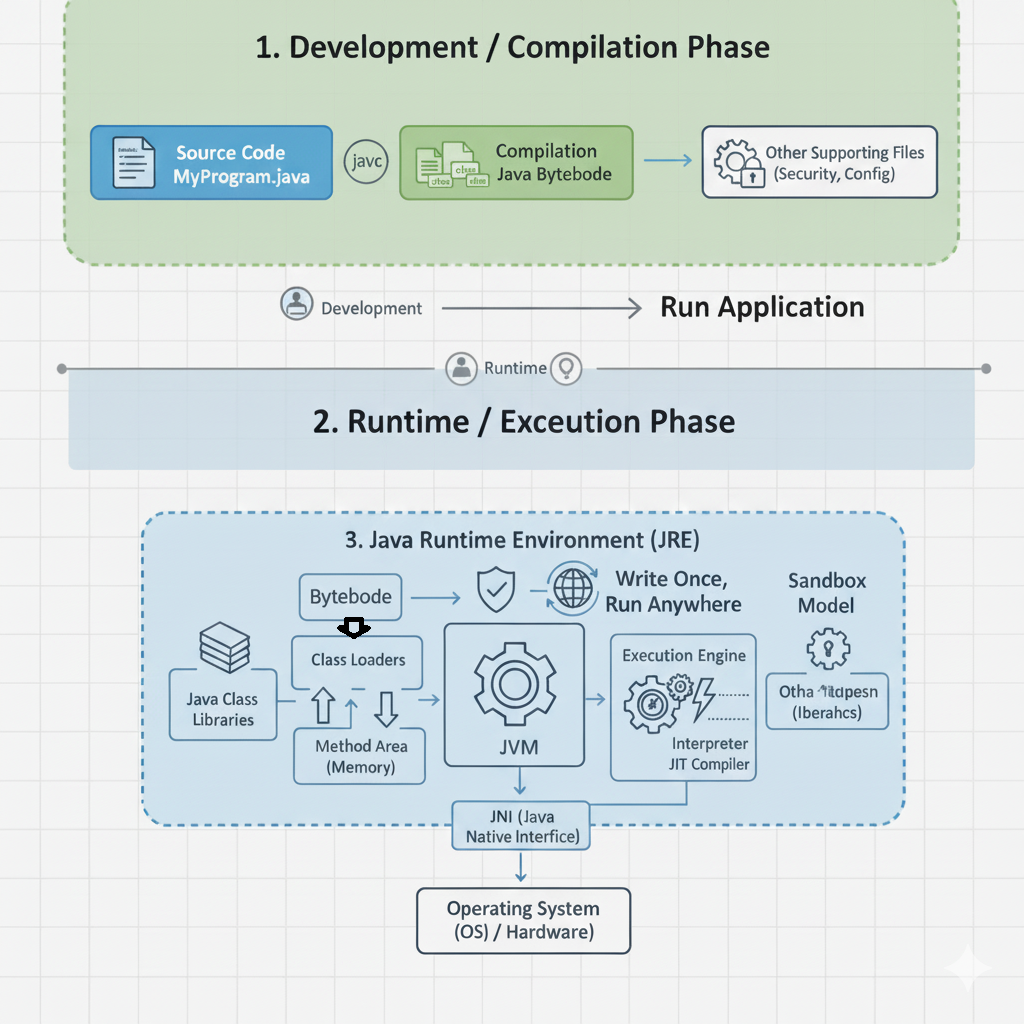 1. Development / Compilation Phase
Source Code
MyProgram.java
javc
Compilation
Java Bytebode
class
Other Supporting Files
(Security, Config)
Development
Run Application
Runtime
2. Runtime / Exceution Phase
3. Java Runtime Environment (JRE)
Bytebode
Write Once,
Run Anywhere
Sandbox
Model
Java Class
Libraries
Class Loaders
Method Area
(Memory)
JVM
Execution Engine
Interpreter
JIT Compiler
Otha
(Iberahcs)
JNI (Java
Native Interfice)
Operating System
(OS) / Hardware)